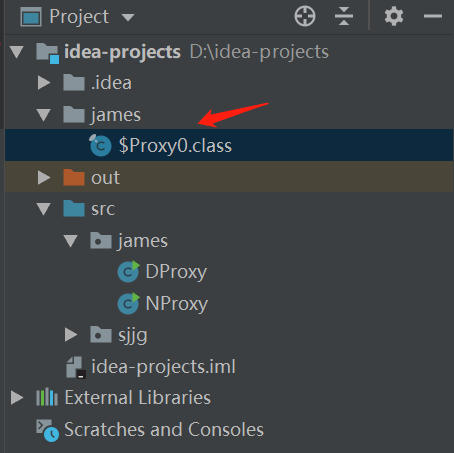 Project
idea-projects D:\idea-projects
.idea
james
$Proxy0.class
out
src
james
DProxy
NProxy
sjjg
idea-projects.iml
External Libraries
Scratches and Consoles